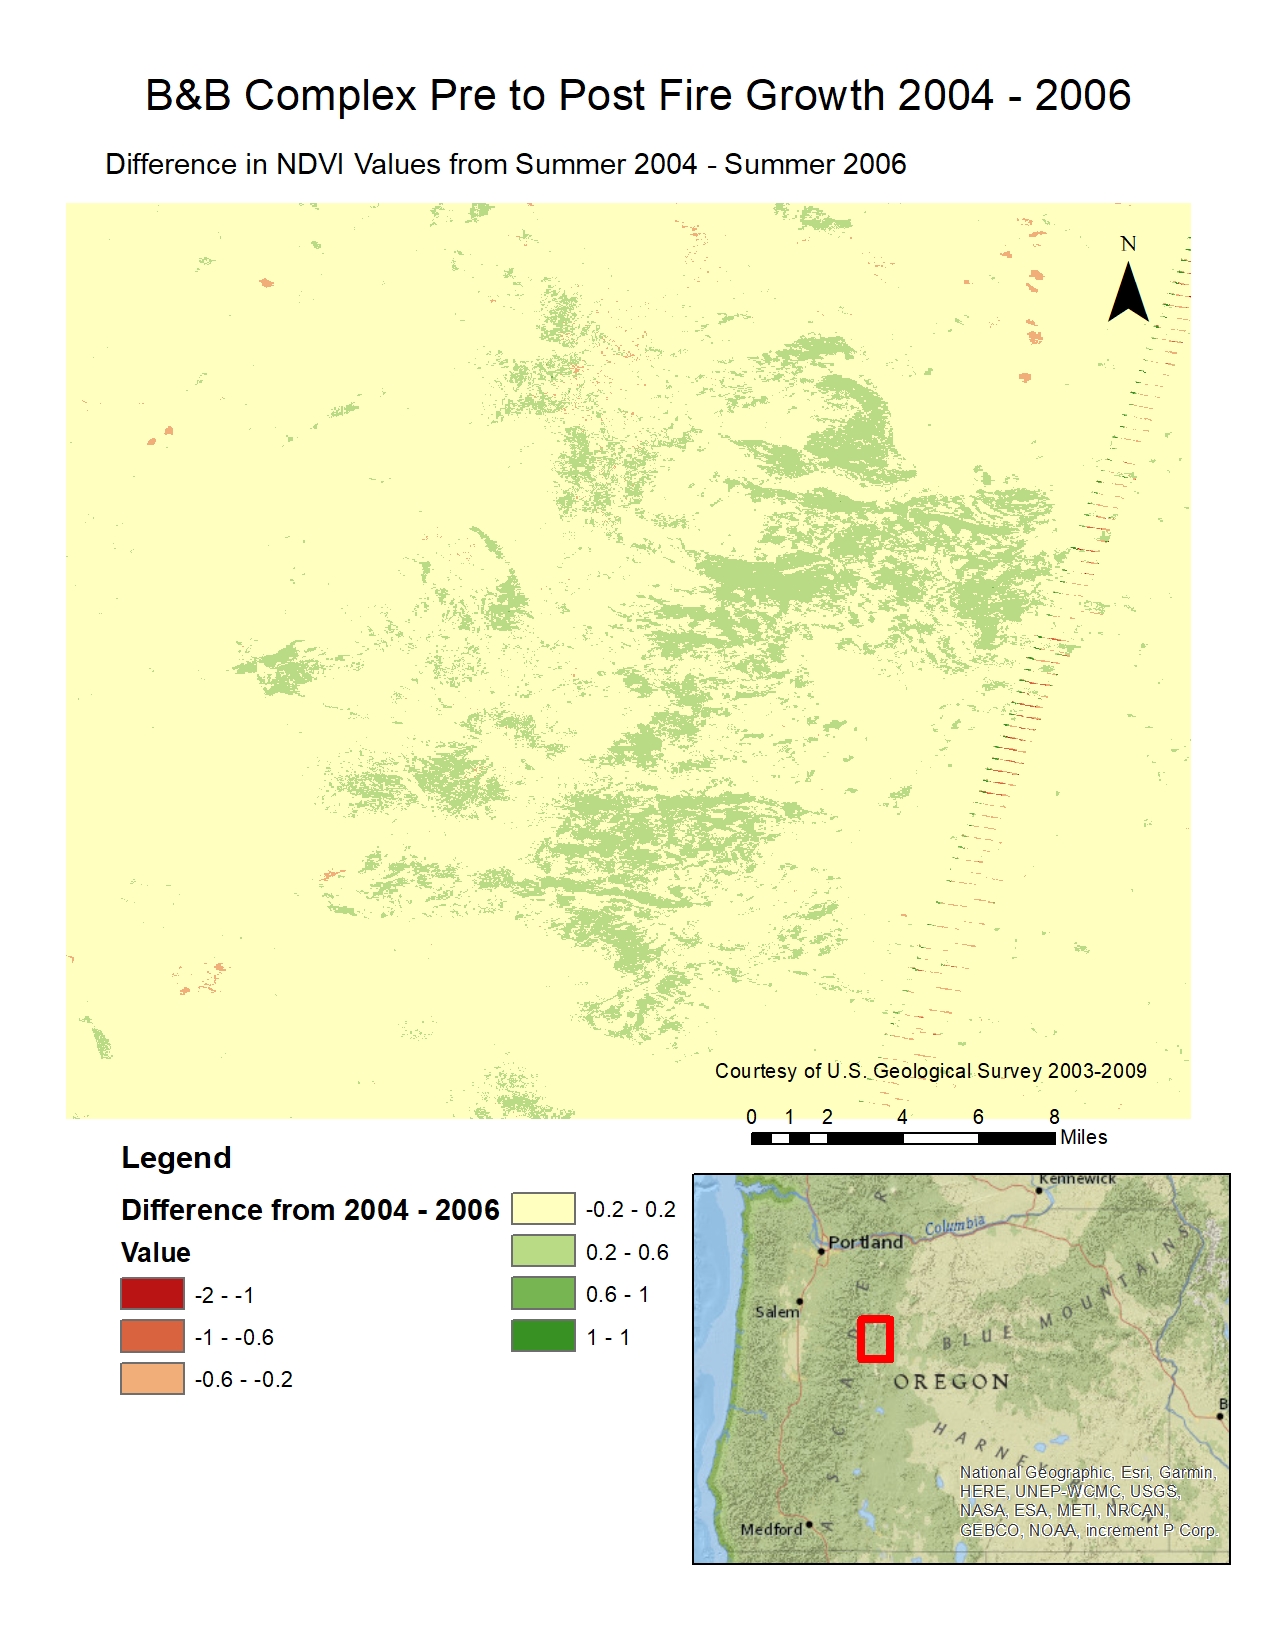 B&B Complex Pre to Post Fire Growth 2004 - 2006
Difference in NDVI Values from Summer 2004 - Summer 2006
N
Courtesy of U.S. Geological Survey 2003-2009
0 1 2 4 6 8
Miles
Legend
Difference from 2004 - 2006
Value
-2 - -1
-1 - -0.6
-0.6 - -0.2
-0.2 - 0.2
0.2 - 0.6
0.6 - 1
1 - 1
Kennewick
Columbia
Portland
Salem
CASCADE R
BLUE MOUNTAINS
OREGON
B
HARNEY
Medford
National Geographic, Esri, Garmin,
HERE, UNEP-WCMC, USGS,
NASA, ESA, METI, NRCAN,
GEBCO, NOAA, increment P Corp.